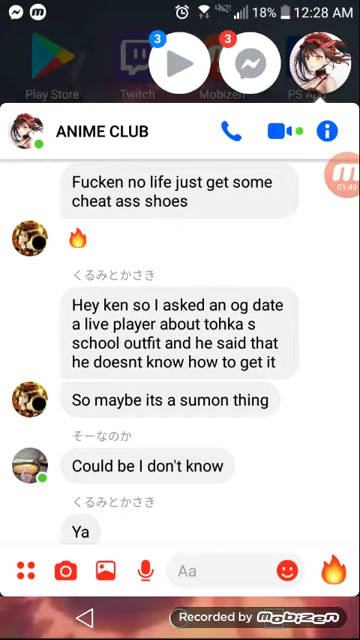 18% 12:28 AM
3
3
Play Store
Twitch
Mobizen
PS App
ANIME CLUB
Fucken no life just get some
cheat ass shoes
1:40
くるみとかさき
Hey ken so I asked an og date
a live player about tohka s
school outfit and he said that
he doesnt know how to get it
So maybe its a sumon thing
そーなのか
Could be I don't know
くるみとかさき
Ya
Aa
Recorded by Mobizen